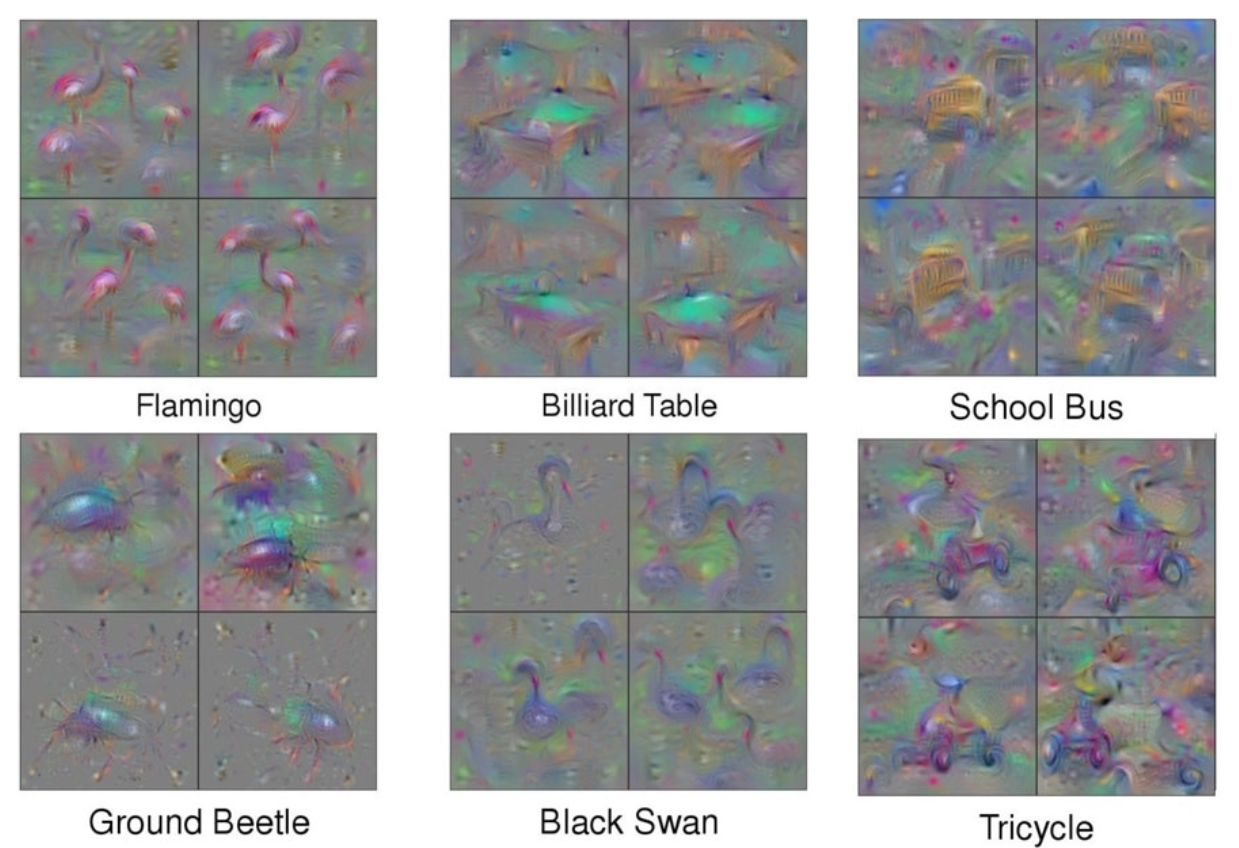 Flamingo
Billiard Table
School Bus
Ground Beetle
Black Swan
Tricycle